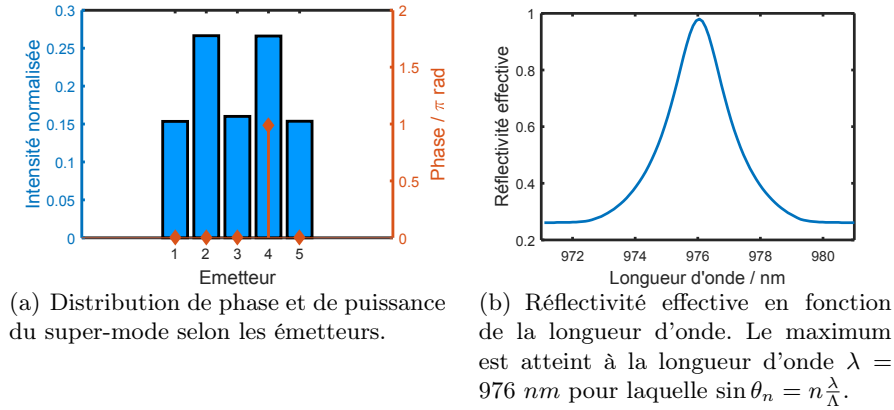 0.3
0.25
0.2
0.15
0.1
0.05
0
Intensité normalisée
2
1.5
1
0.5
0
Phase / π rad
1 2 3 4 5
Emetteur
(a) Distribution de phase et de puissance
du super-mode selon les émetteurs.
1
0.8
0.6
0.4
0.2
Réflectivité effective
972 974 976 978 980
Longueur d'onde / nm
(b) Réflectivité effective en fonction
de la longueur d'onde. Le maximum
est atteint à la longueur d'onde λ =
976 nm pour laquelle sin θₙ = n λ/Λ.